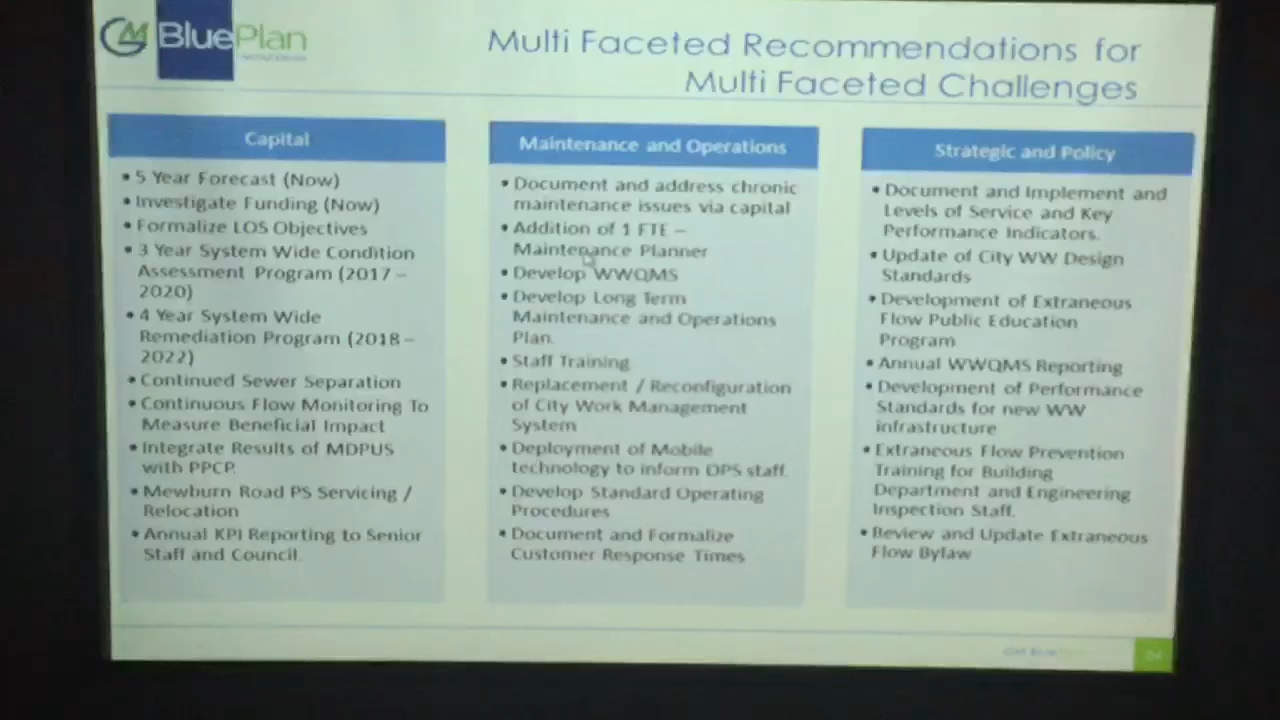 GM BluePlan
Multi Faceted Recommendations for
Multi Faceted Challenges
Capital
• 5 Year Forecast (Now)
• Investigate Funding (Now)
• Formalize LOS Objectives
• 3 Year System Wide Condition
Assessment Program (2017 –
2020)
• 4 Year System Wide
Remediation Program (2018 –
2022)
• Continued Sewer Separation
• Continuous Flow Monitoring To
Measure Beneficial Impact
• Integrate Results of MDPUS
with PPCP.
• Mewburn Road PS Servicing /
Relocation
• Annual KPI Reporting to Senior
Staff and Council.
Maintenance and Operations
• Document and address chronic
maintenance issues via capital
• Addition of 1 FTE –
Maintenance Planner
• Develop WWQMS
• Develop Long Term
Maintenance and Operations
Plan.
• Staff Training
• Replacement / Reconfiguration
of City Work Management
System
• Deployment of Mobile
technology to inform OPS staff.
• Develop Standard Operating
Procedures
• Document and Formalize
Customer Response Times
Strategic and Policy
• Document and Implement and
Levels of Service and Key
Performance Indicators.
• Update of City WW Design
Standards
• Development of Extraneous
Flow Public Education
Program
• Annual WWQMS Reporting
• Development of Performance
Standards for new WW
infrastructure
• Extraneous Flow Prevention
Training for Building
Department and Engineering
Inspection Staff.
• Review and Update Extraneous
Flow Bylaw